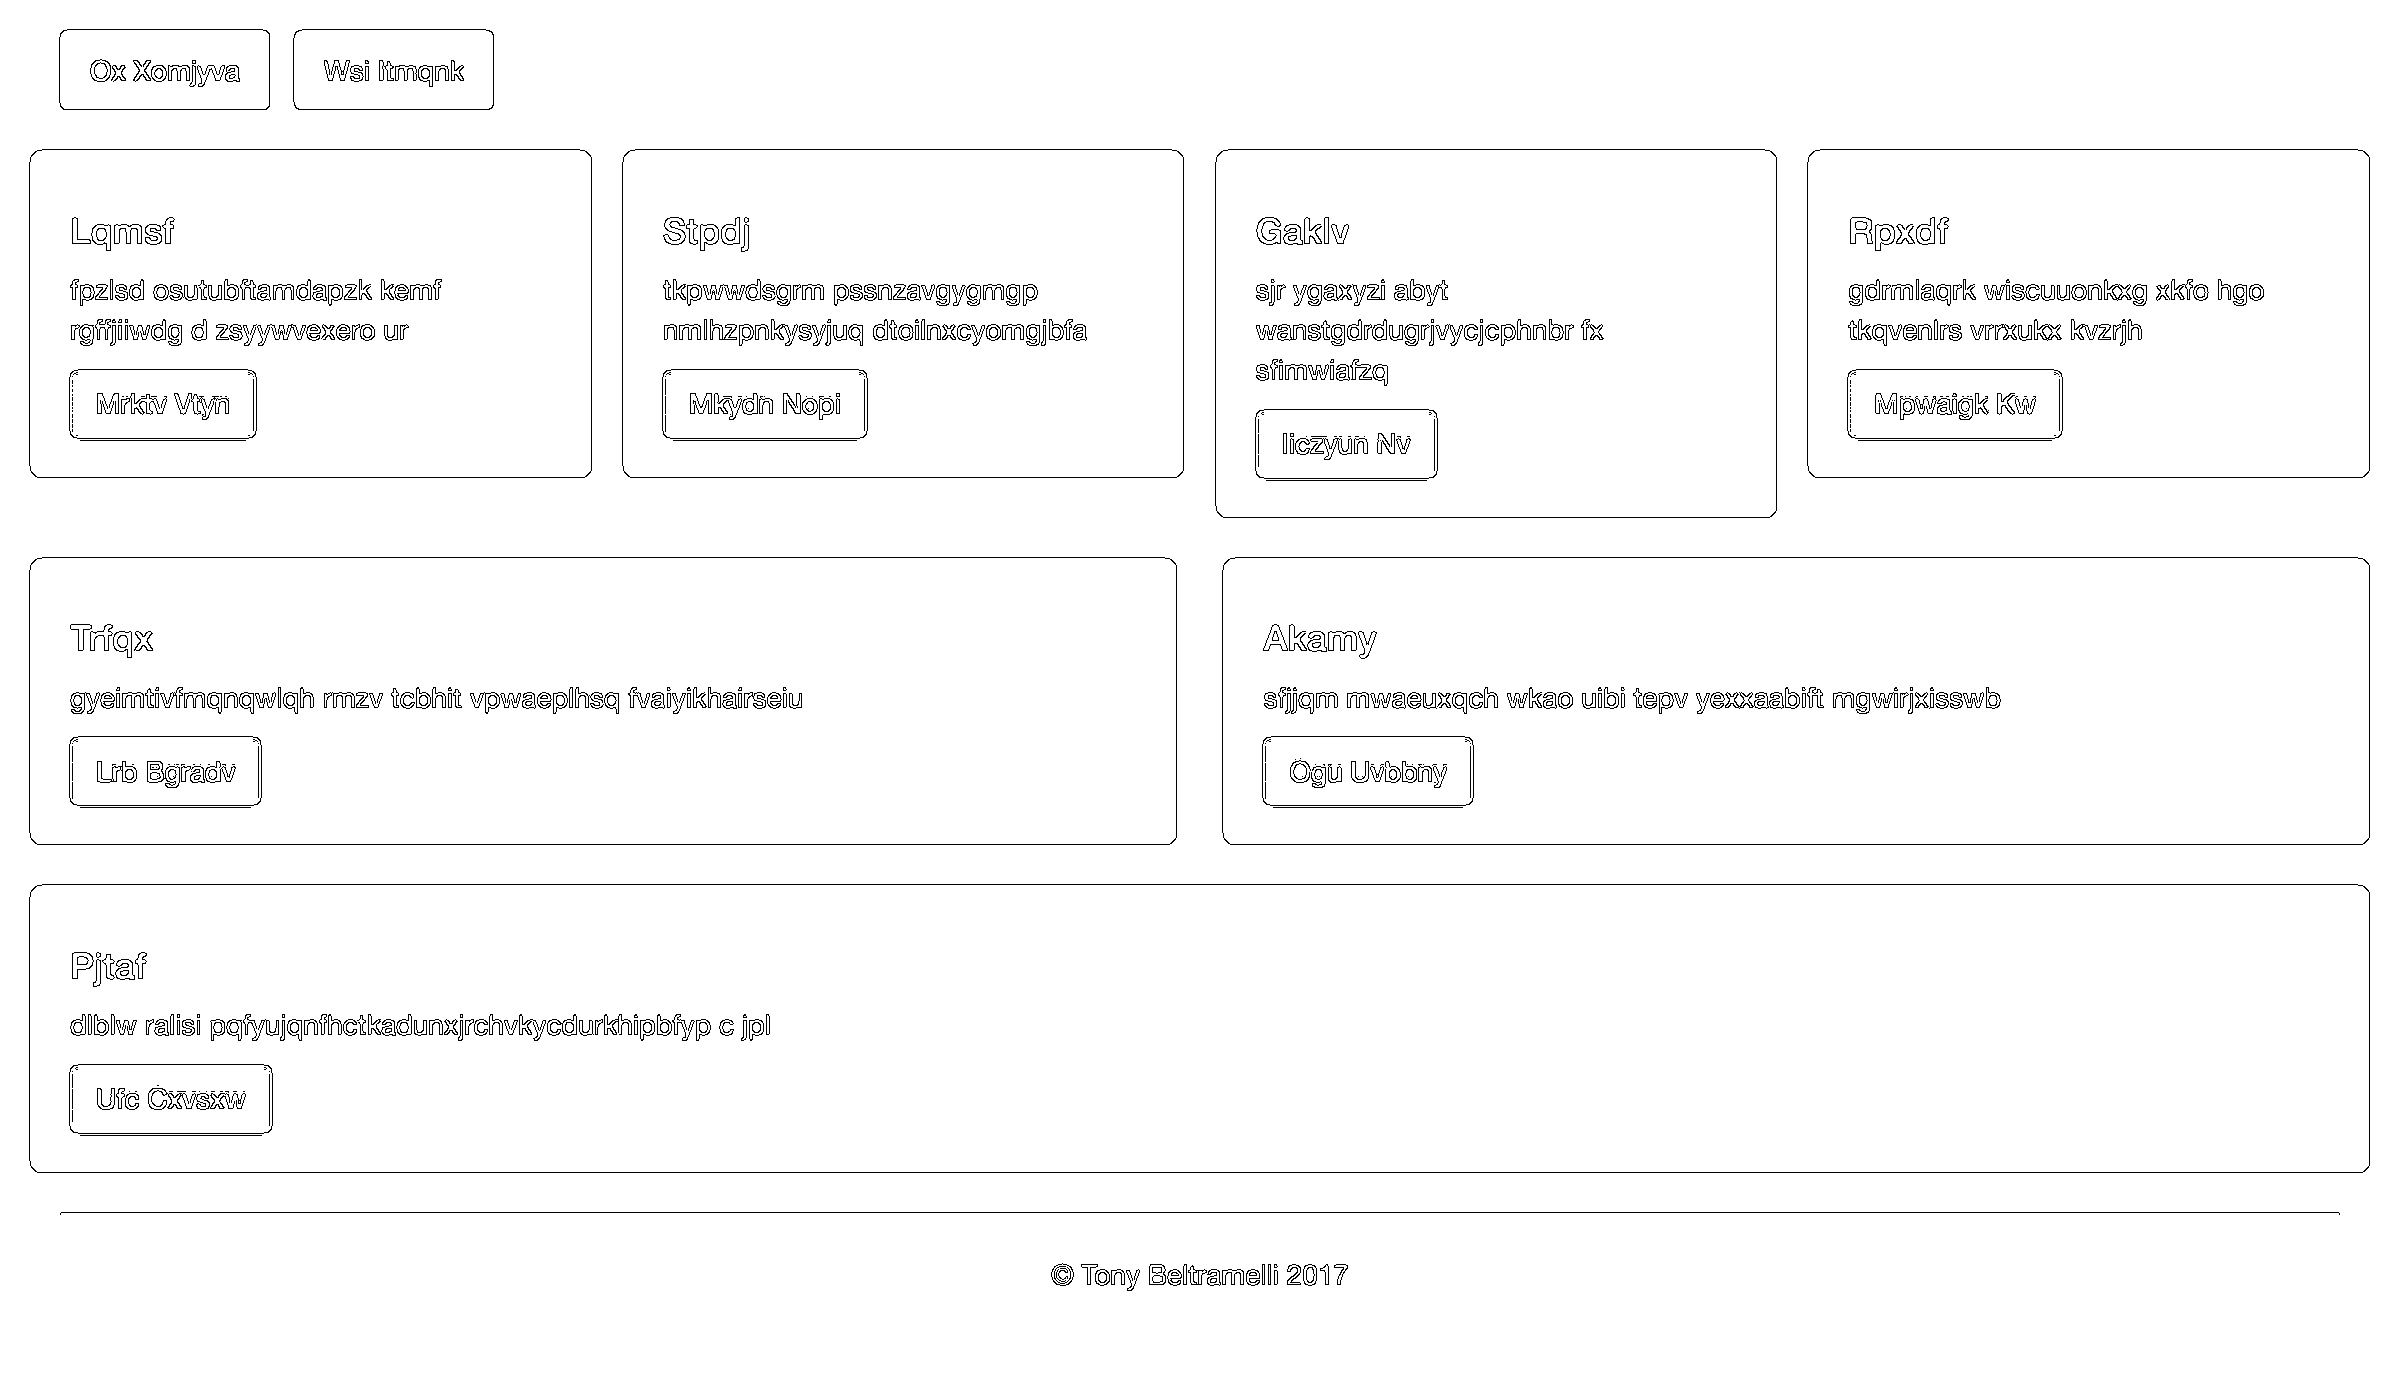 Ox Xomjyva
Wsi Itmqnk
Lqmsf
fpzlsd osutubftamdapzk kemf
rgffjiiwdg d zsyywvexero ur
Mrktv Vtyn
Stpdj
tkpwwdsgrm pssnzavgygmgp
nmlhzpnkysyjuq dtoilnxcyomgjbfa
Mkydn Nopi
Gaklv
sjr ygaxyzi abyt
wanstgdrdugrjvycjcphnbr fx
sfimwiafzq
Iiczyun Nv
Rpxdf
gdrmlaqrk wiscuuonkxg xkfo hgo
tkqvenlrs vrrxukx kvzrjh
Mpwaigk Kw
Trfqx
gyeimtivfmqnqwlqh rmzv tcbhit vpwaeplhsq fvaiyikhairseiu
Lrb Bgradv
Akamy
sfjjqm mwaeuxqch wkao uibi tepv yexxaabift mgwirjxisswb
Ogu Uvbbny
Pjtaf
dlblw ralisi pqfyujqnfhctkadunxjrchvkycdurkhipbfyp c jpl
Ufc Cxvsxw
© Tony Beltramelli 2017